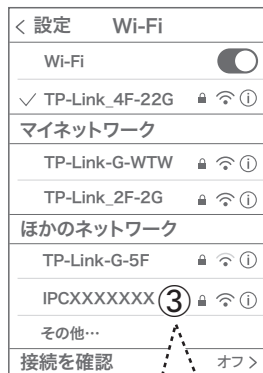 < 設定 Wi-Fi
Wi-Fi
✓ TP-Link_4F-22G
マイネットワーク
TP-Link-G-WTW
TP-Link_2F-2G
ほかのネットワーク
TP-Link-G-5F
IPCXXXXXXX ③
その他…
接続を確認 オフ >